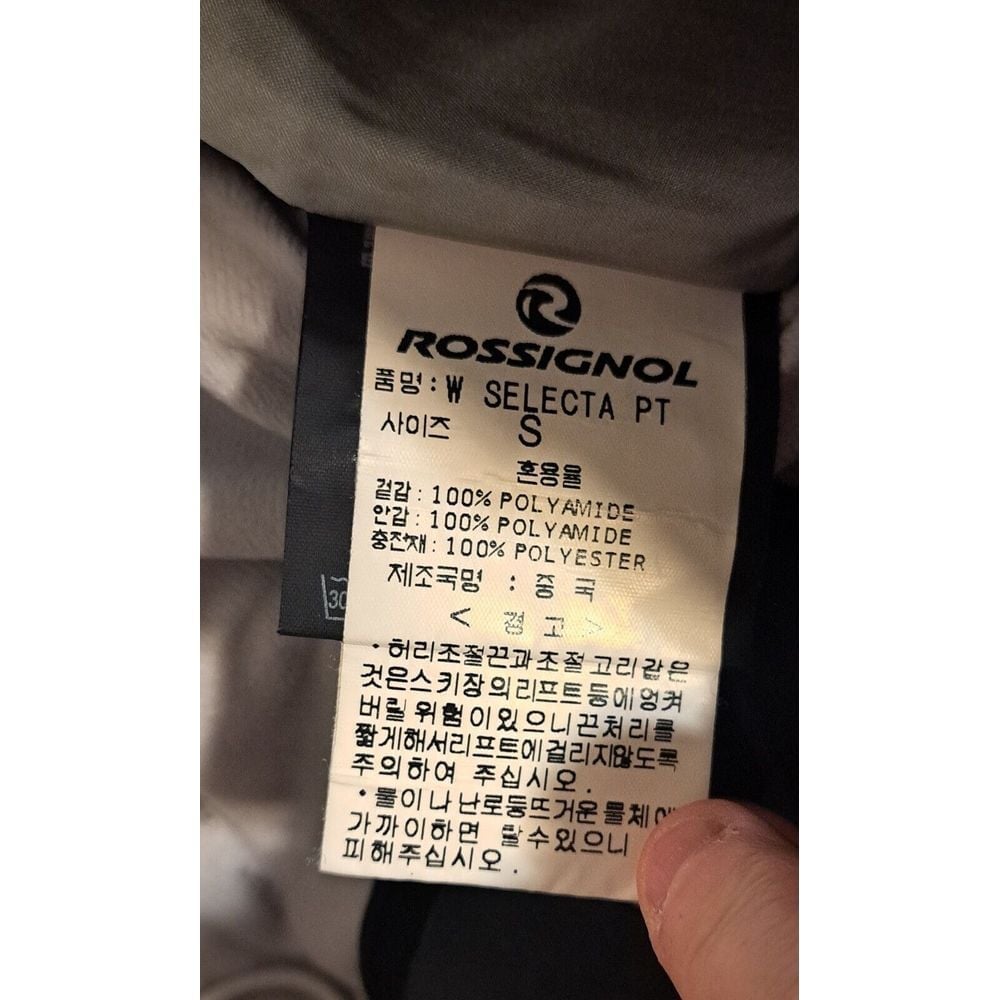 ROSSIGNOL
품명: W SELECTA PT
사이즈 S
혼용율
겉감: 100% POLYAMIDE
안감: 100% POLYAMIDE
충전재: 100% POLYESTER
제조국명 : 중국
< 경고 >
• 허리조절끈과조절고리같은
것은스키장의리프트등에엉켜
버릴위험이있으니끈처리를
짧게해서리프트에걸리지않도록
주의하여 주십시오.
• 불이나난로등뜨거운물체에
가까이하면 탈수있으니
피해주십시오.
30